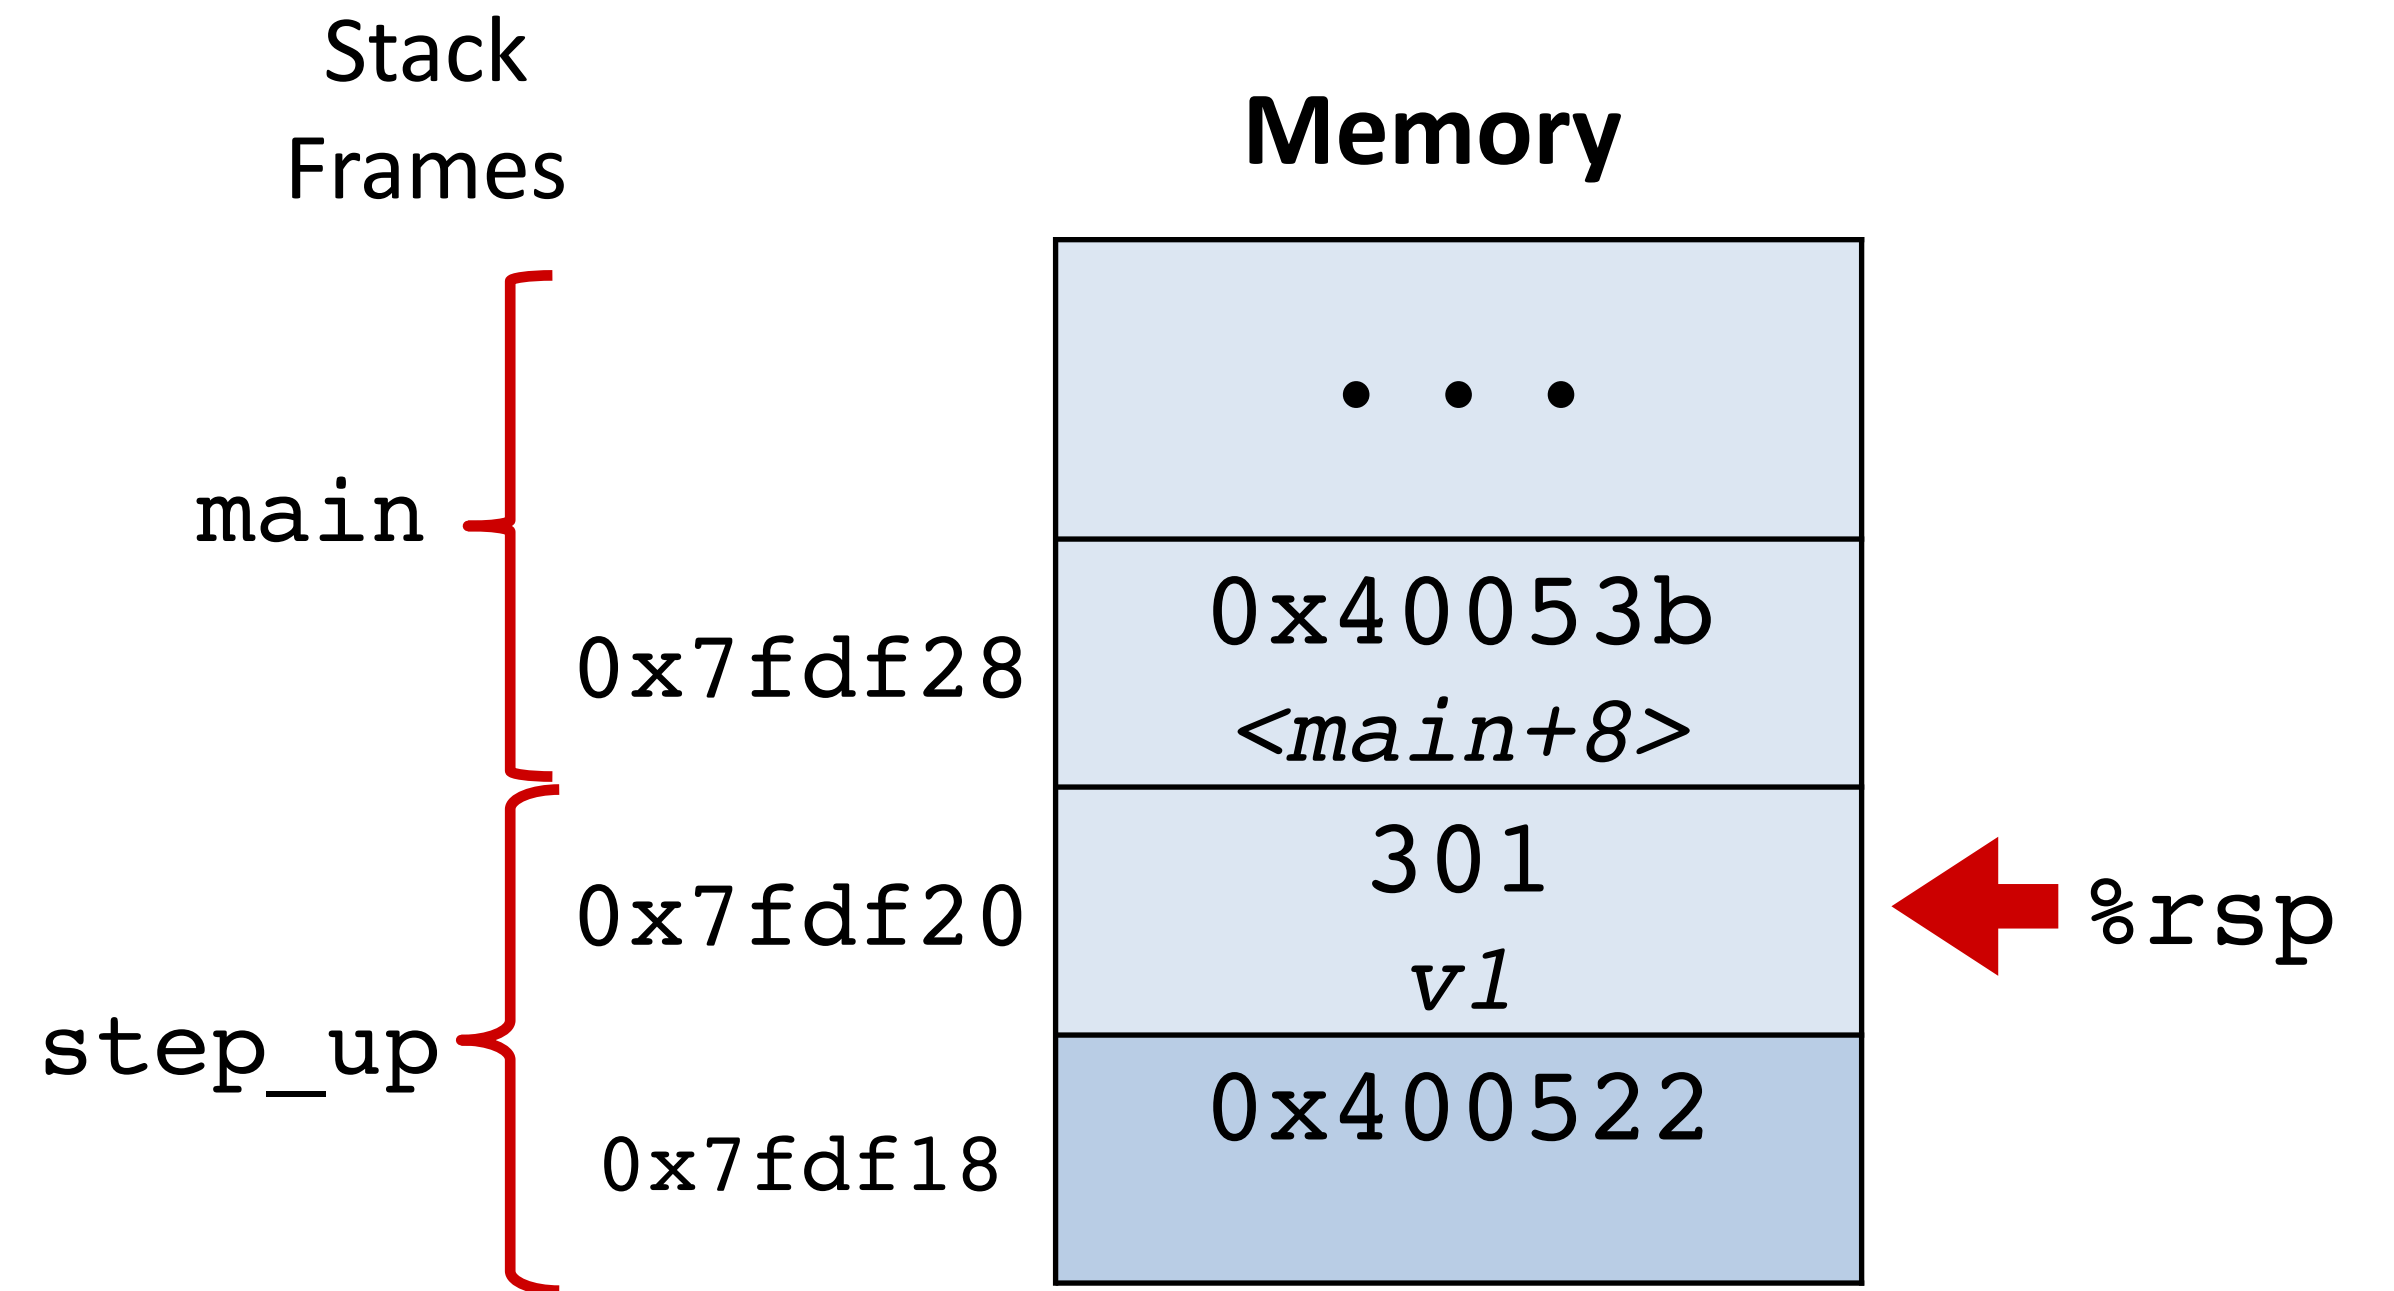 Stack
Frames
Memory
• • •
main
0x7fdf28
0x40053b
<main+8>
0x7fdf20
301
v1
%rsp
step_up
0x7fdf18
0x400522